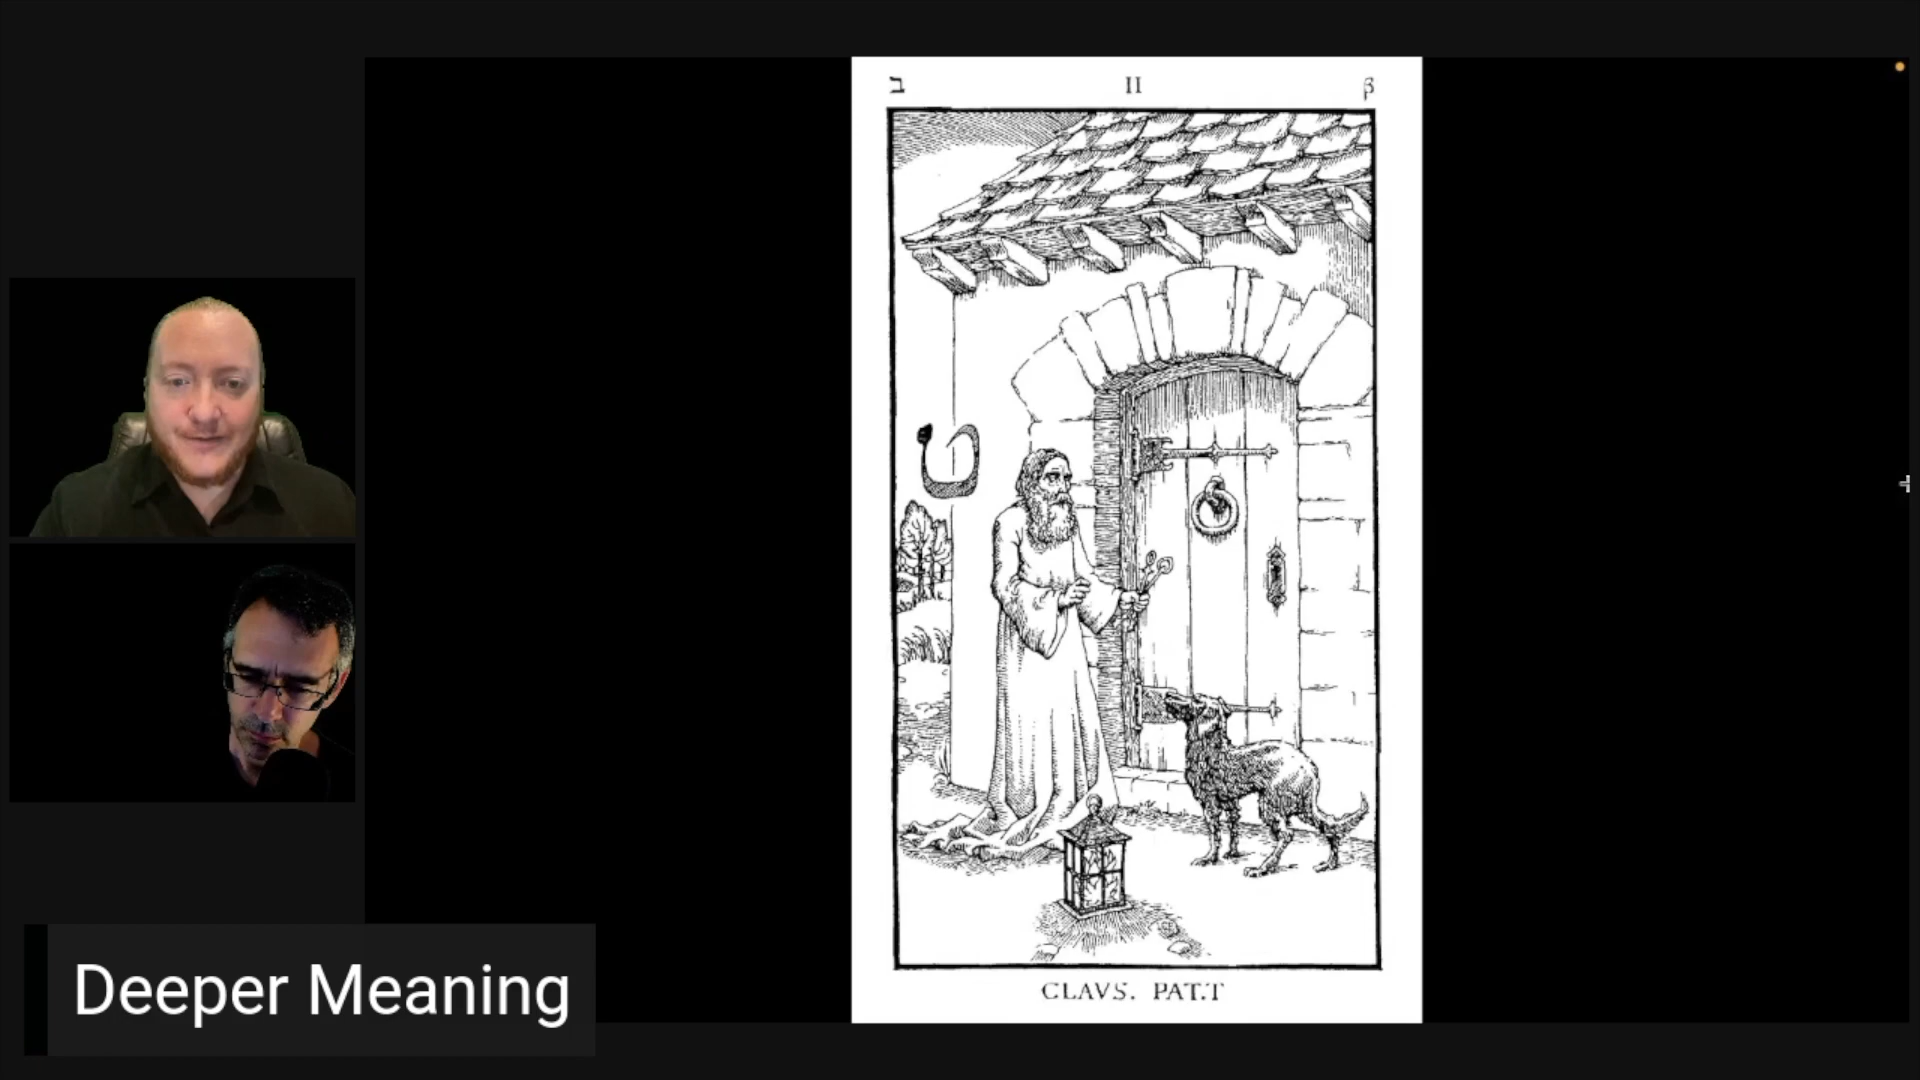 ב II β
CLAVS. PAT.T
Deeper Meaning